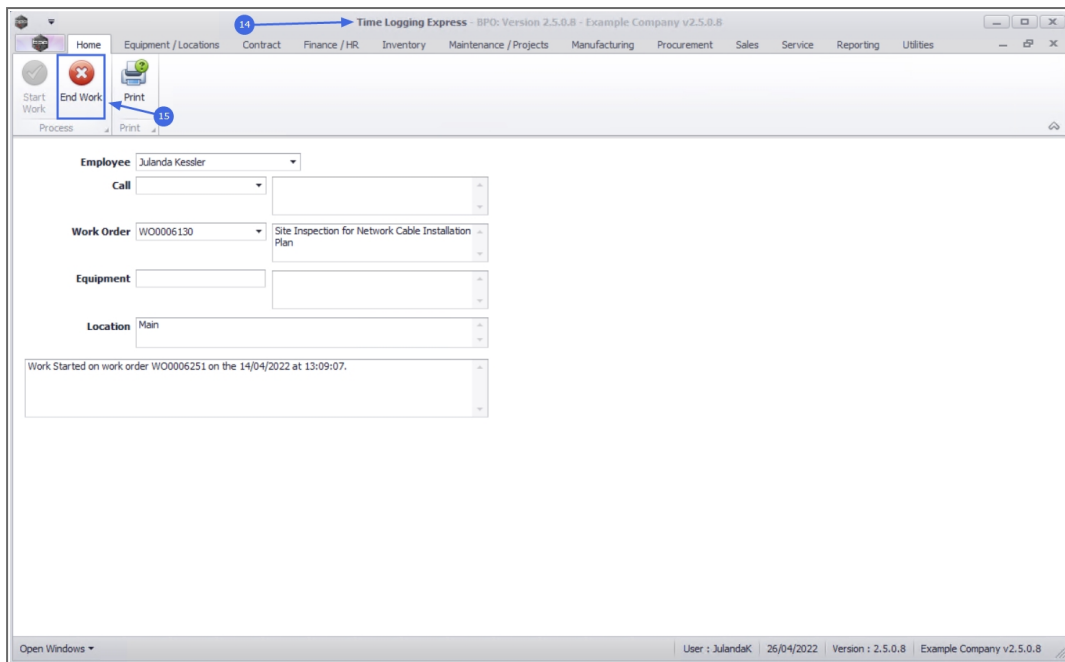 14
Time Logging Express - BPO: Version 2.5.0.8 - Example Company v2.5.0.8
Home Equipment / Locations Contract Finance / HR Inventory Maintenance / Projects Manufacturing Procurement Sales Service Reporting Utilities
Start Work
End Work
Print
15
Process
Print
Employee Julanda Kessler
Call
Work Order WO0006130 Site Inspection for Network Cable Installation
Plan
Equipment
Location Main
Work Started on work order WO0006251 on the 14/04/2022 at 13:09:07.
Open Windows User : JulandaK 26/04/2022 Version : 2.5.0.8 Example Company v2.5.0.8